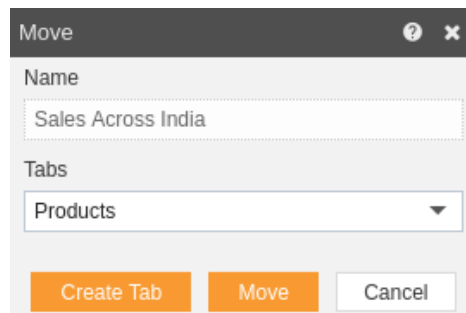 Move
Name
Sales Across India
Tabs
Products
Create Tab Move Cancel